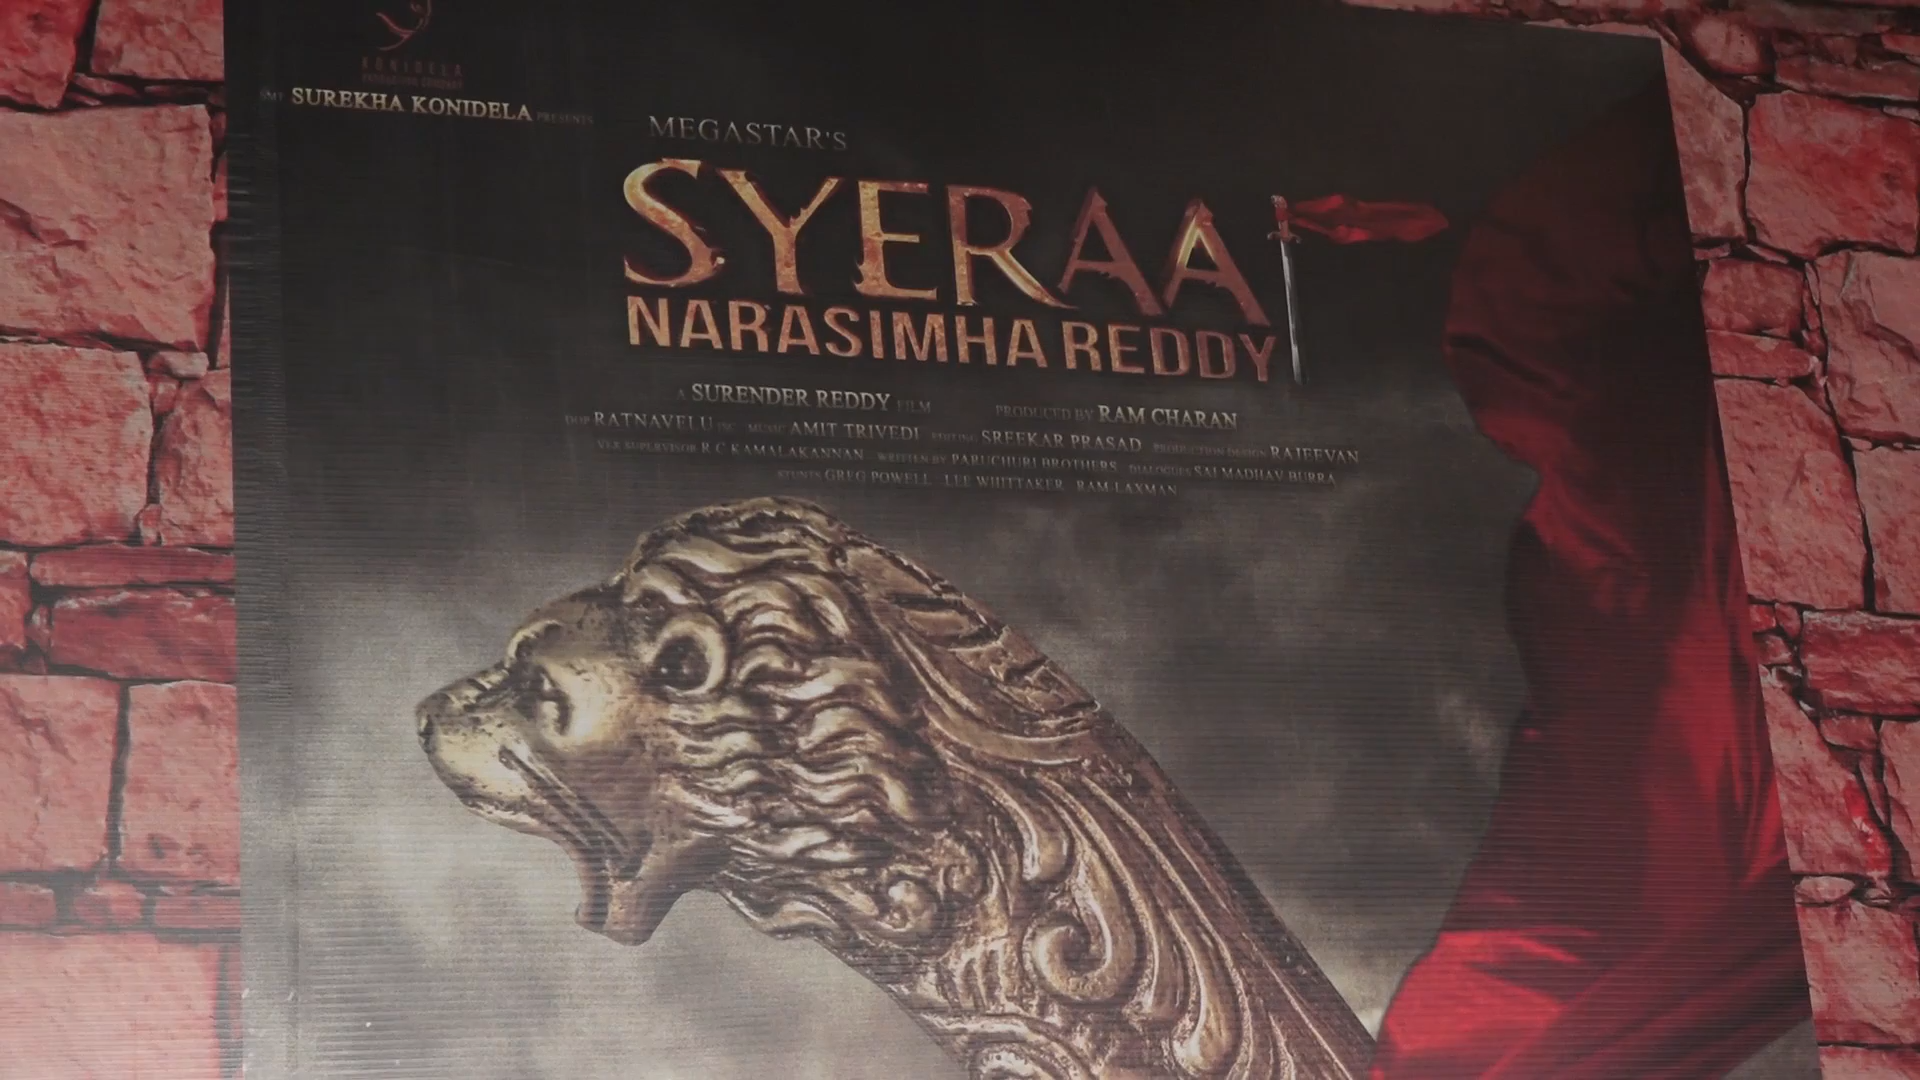 KONIDELA
PRODUCTION COMPANY
SMT SUREKHA KONIDELA PRESENTS
MEGASTAR'S
SYERAA
NARASIMHA REDDY
A SURENDER REDDY FILM PRODUCED BY RAM CHARAN
DOP RATNAVELU ISC MUSIC AMIT TRIVEDI EDITING SREEKAR PRASAD PRODUCTION DESIGN RAJEEVAN
VFX SUPERVISOR R C KAMALAKANNAN WRITTEN BY PARUCHURI BROTHERS DIALOGUES SAI MADHAV BURRA
STUNTS GREG POWELL LEE WHITTAKER RAM-LAXMAN